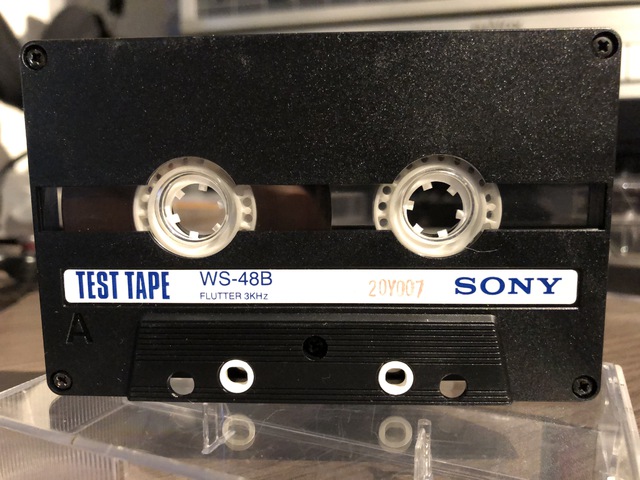 TEST TAPE
WS-48B
FLUTTER 3KHz
20Y007
SONY
A